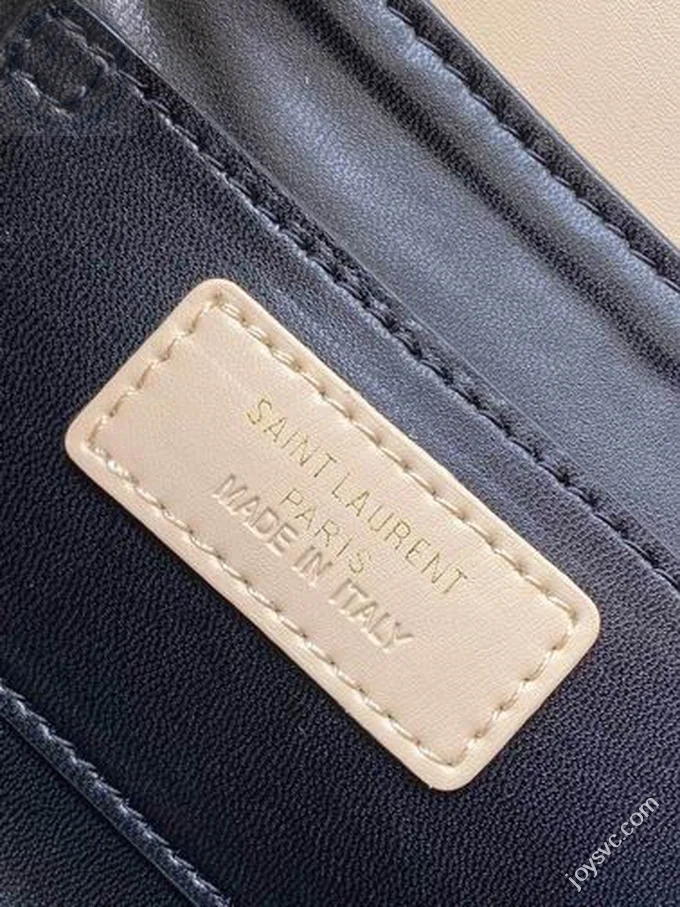 SAINT LAURENT
PARIS
MADE IN ITALY
joysvc.com